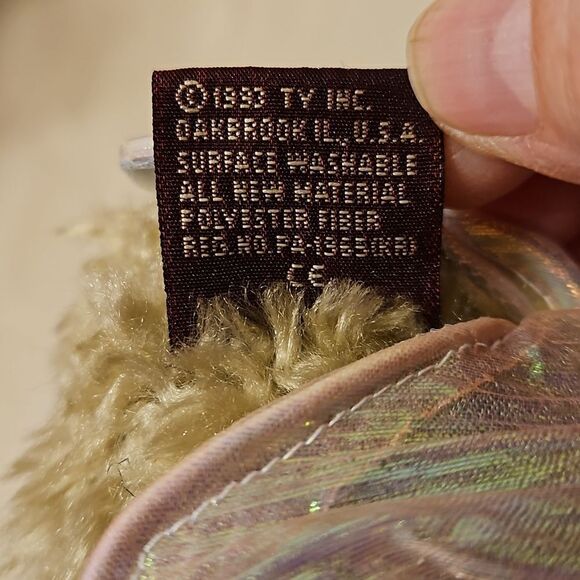 © 1993 TY INC.
OAKBROOK IL., U.S.A.
SURFACE WASHABLE
ALL NEW MATERIAL
POLYESTER FIBER
REG NO. PA-1965(KR)
CE